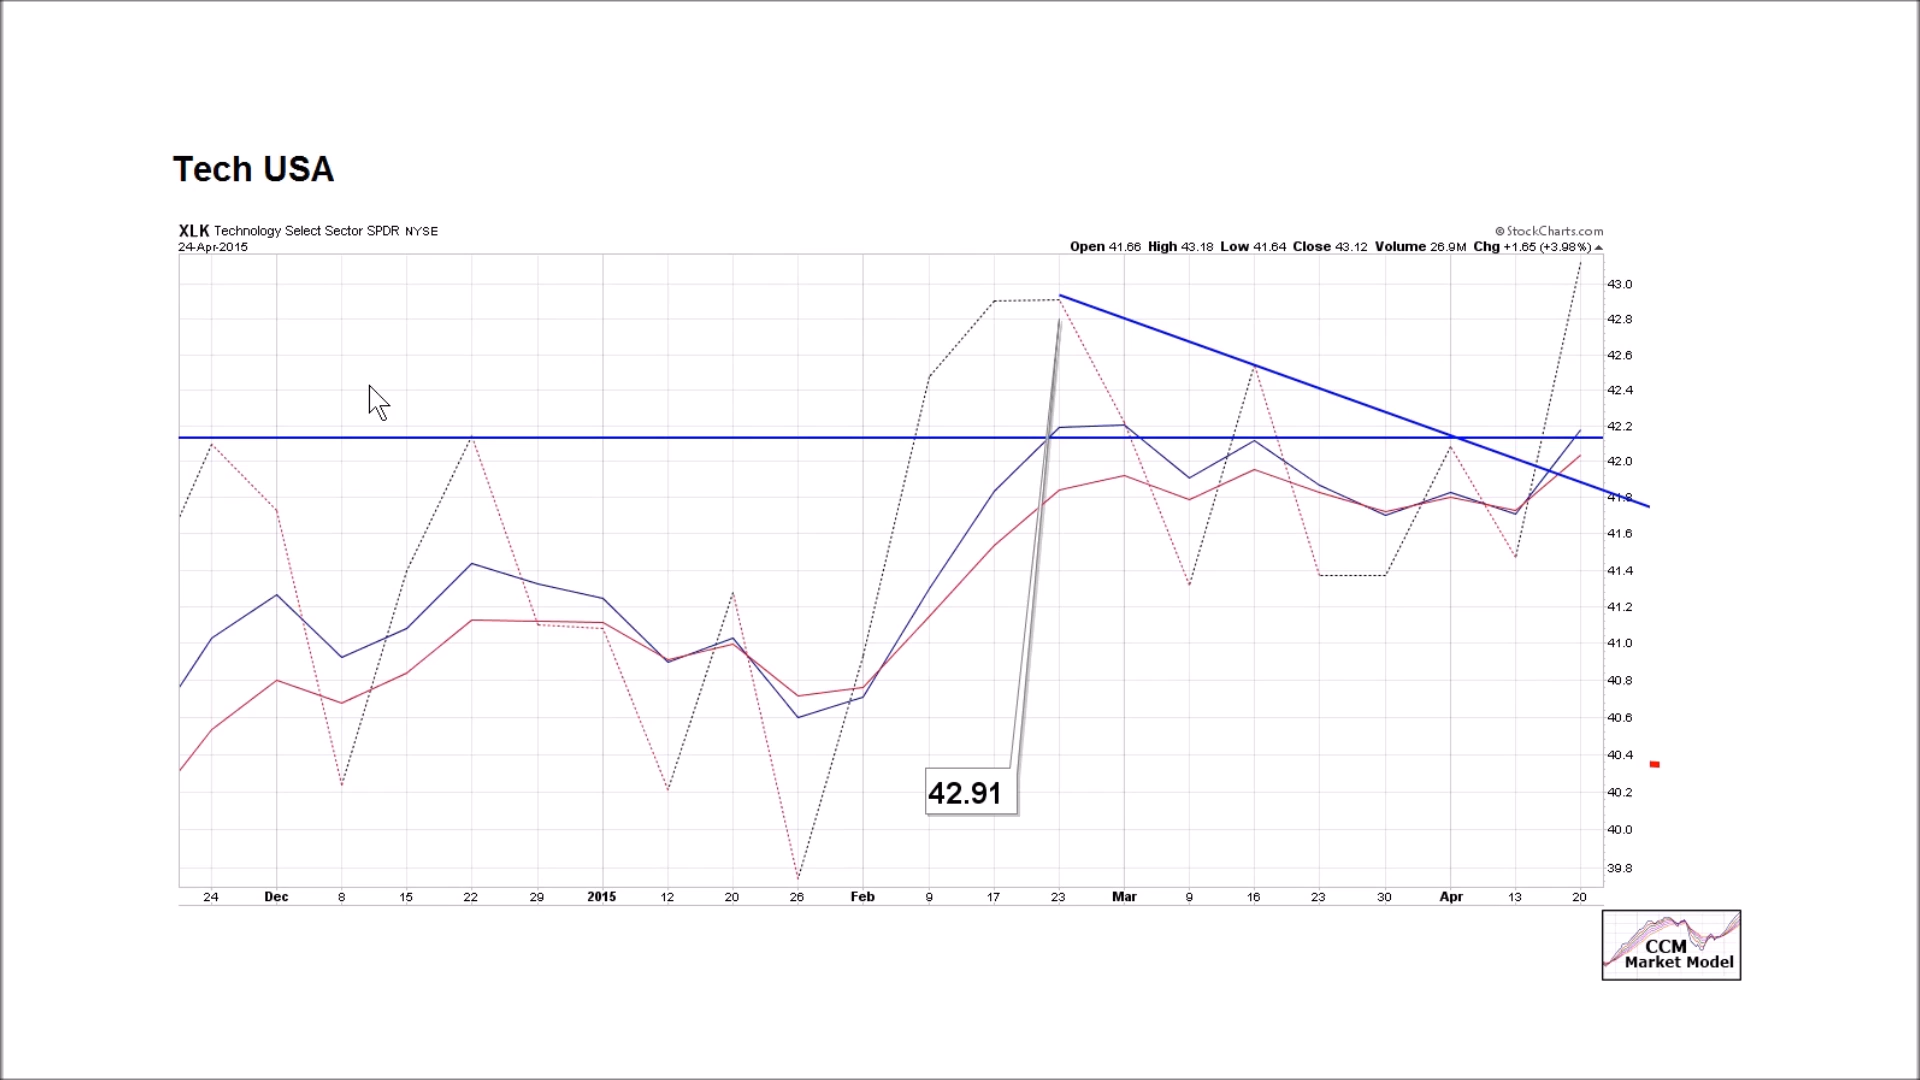 Tech USA
XLK Technology Select Sector SPDR NYSE
© StockCharts.com
24-Apr-2015
Open 41.66 High 43.18 Low 41.64 Close 43.12 Volume 26.9M Chg +1.65 (+3.98%)
43.0
42.8
42.6
42.4
42.2
42.0
41.8
41.6
41.4
41.2
41.0
40.8
40.6
40.4
40.2
40.0
39.8
42.91
24 Dec 8 15 22 29 2015 12 20 26 Feb 9 17 23 Mar 9 16 23 30 Apr 13 20
CCM
Market Model